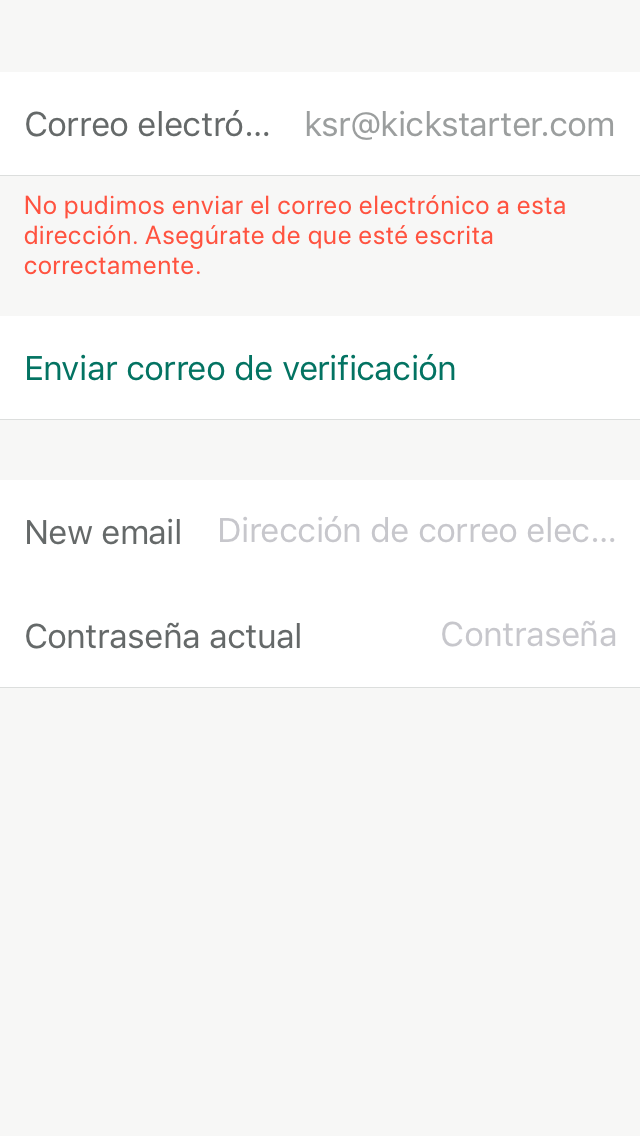 Correo electró... ksr@kickstarter.com
No pudimos enviar el correo electrónico a esta
dirección. Asegúrate de que esté escrita
correctamente.
Enviar correo de verificación
New email Dirección de correo elec...
Contraseña actual Contraseña